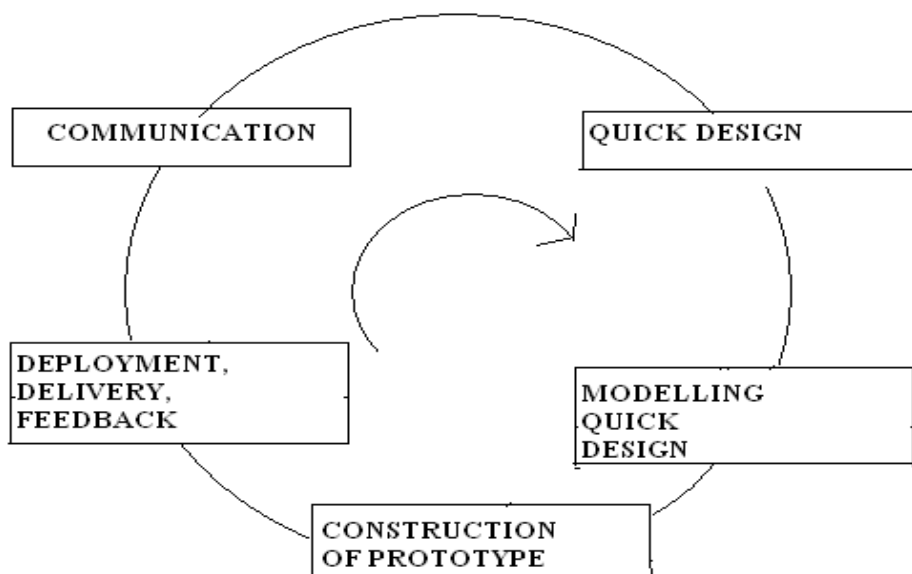 COMMUNICATION
QUICK DESIGN
DEPLOYMENT,
DELIVERY,
FEEDBACK
MODELLING
QUICK
DESIGN
CONSTRUCTION
OF PROTOTYPE